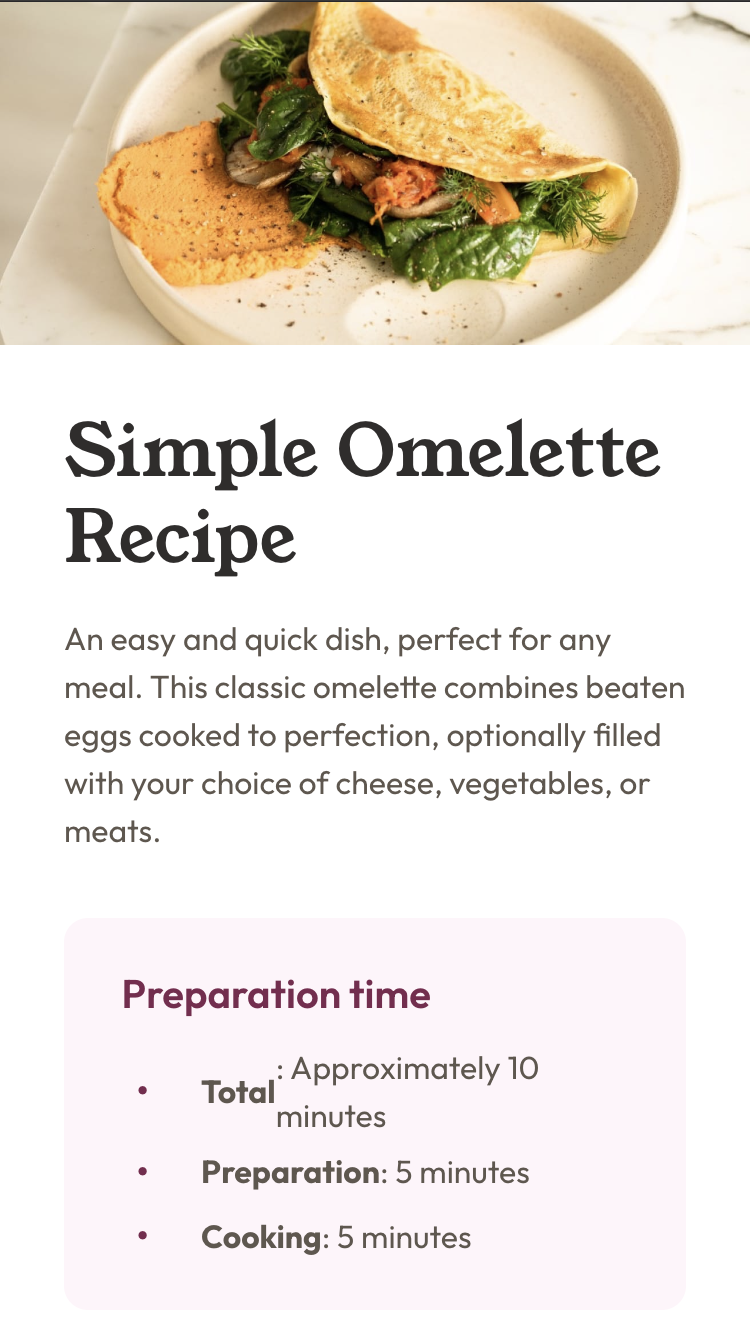 Simple Omelette
Recipe
An easy and quick dish, perfect for any
meal. This classic omelette combines beaten
eggs cooked to perfection, optionally filled
with your choice of cheese, vegetables, or
meats.
Preparation time
• Total: Approximately 10
minutes
• Preparation: 5 minutes
• Cooking: 5 minutes